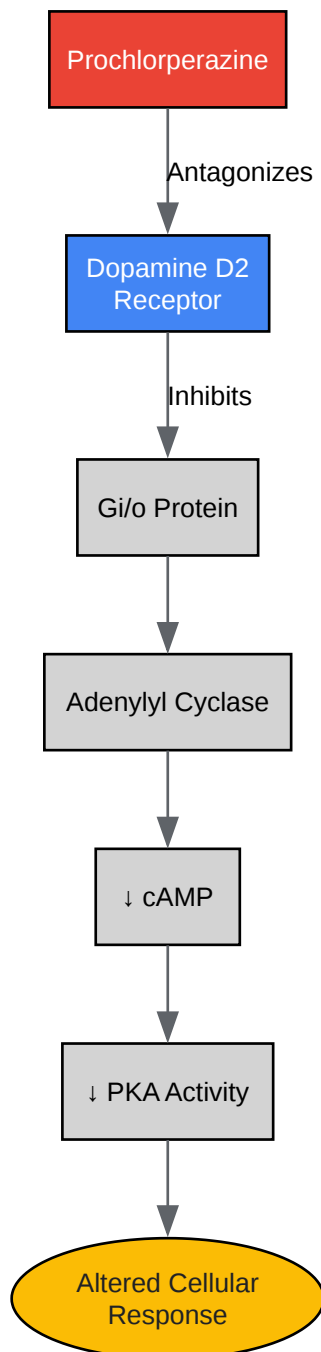 Prochlorperazine
Antagonizes
Dopamine D2
Receptor
Inhibits
Gi/o Protein
Adenylyl Cyclase
↓ cAMP
↓ PKA Activity
Altered Cellular
Response